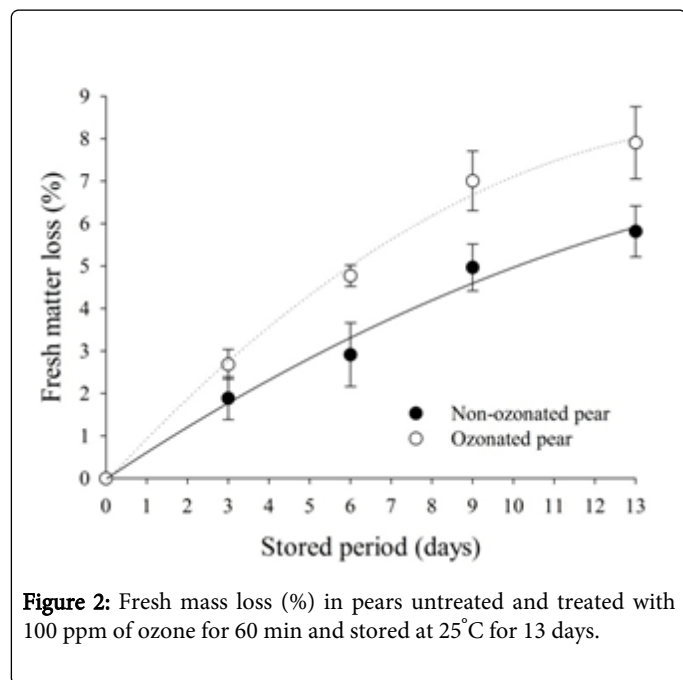 9
8
7
6
5
4
3
2
1
0
Fresh matter loss (%)
Non-ozonated pear
Ozonated pear
0 1 2 3 4 5 6 7 8 9 10 11 12 13
Stored period (days)
Figure 2: Fresh mass loss (%) in pears untreated and treated with
100 ppm of ozone for 60 min and stored at 25°C for 13 days.